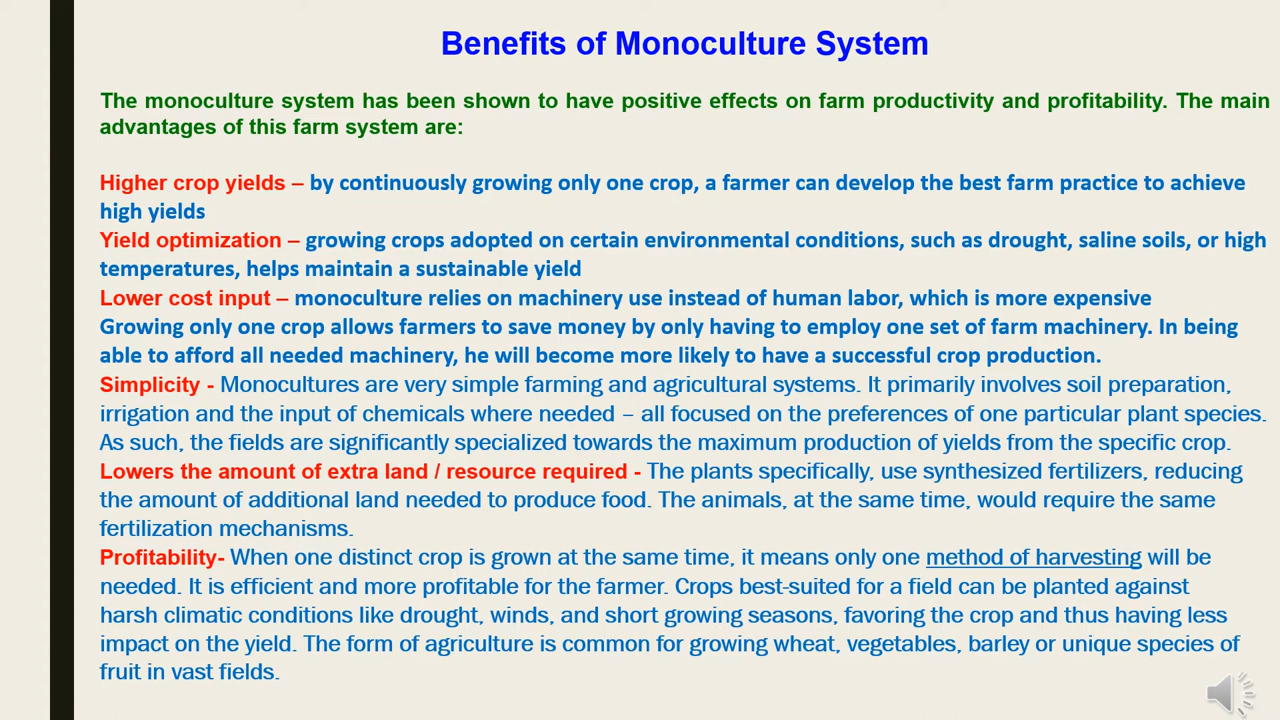 Benefits of Monoculture System
The monoculture system has been shown to have positive effects on farm productivity and profitability. The main
advantages of this farm system are:
Higher crop yields – by continuously growing only one crop, a farmer can develop the best farm practice to achieve
high yields
Yield optimization – growing crops adopted on certain environmental conditions, such as drought, saline soils, or high
temperatures, helps maintain a sustainable yield
Lower cost input – monoculture relies on machinery use instead of human labor, which is more expensive
Growing only one crop allows farmers to save money by only having to employ one set of farm machinery. In being
able to afford all needed machinery, he will become more likely to have a successful crop production.
Simplicity - Monocultures are very simple farming and agricultural systems. It primarily involves soil preparation,
irrigation and the input of chemicals where needed – all focused on the preferences of one particular plant species.
As such, the fields are significantly specialized towards the maximum production of yields from the specific crop.
Lowers the amount of extra land / resource required - The plants specifically, use synthesized fertilizers, reducing
the amount of additional land needed to produce food. The animals, at the same time, would require the same
fertilization mechanisms.
Profitability- When one distinct crop is grown at the same time, it means only one method of harvesting will be
needed. It is efficient and more profitable for the farmer. Crops best-suited for a field can be planted against
harsh climatic conditions like drought, winds, and short growing seasons, favoring the crop and thus having less
impact on the yield. The form of agriculture is common for growing wheat, vegetables, barley or unique species of
fruit in vast fields.